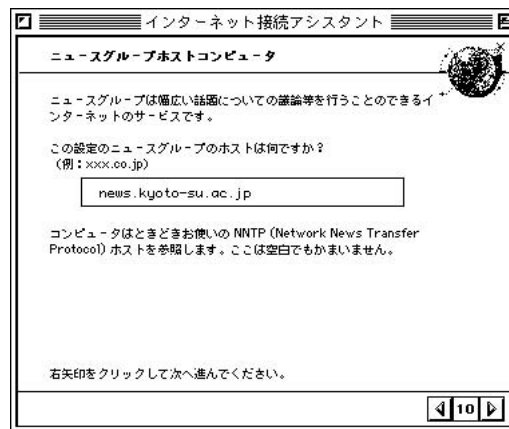 インターネット接続アシスタント
ニュースグループホストコンピュータ
ニュースグループは幅広い話題についての議論等を行うことのできるイ
ンターネットのサービスです。
この設定のニュースグループのホストは何ですか？
（例：xxx.co.jp）
news.kyoto-su.ac.jp
コンピュータはときどきお使いの NNTP (Network News Transfer
Protocol) ホストを参照します。ここは空白でもかまいません。
右矢印をクリックして次へ進んでください。
10